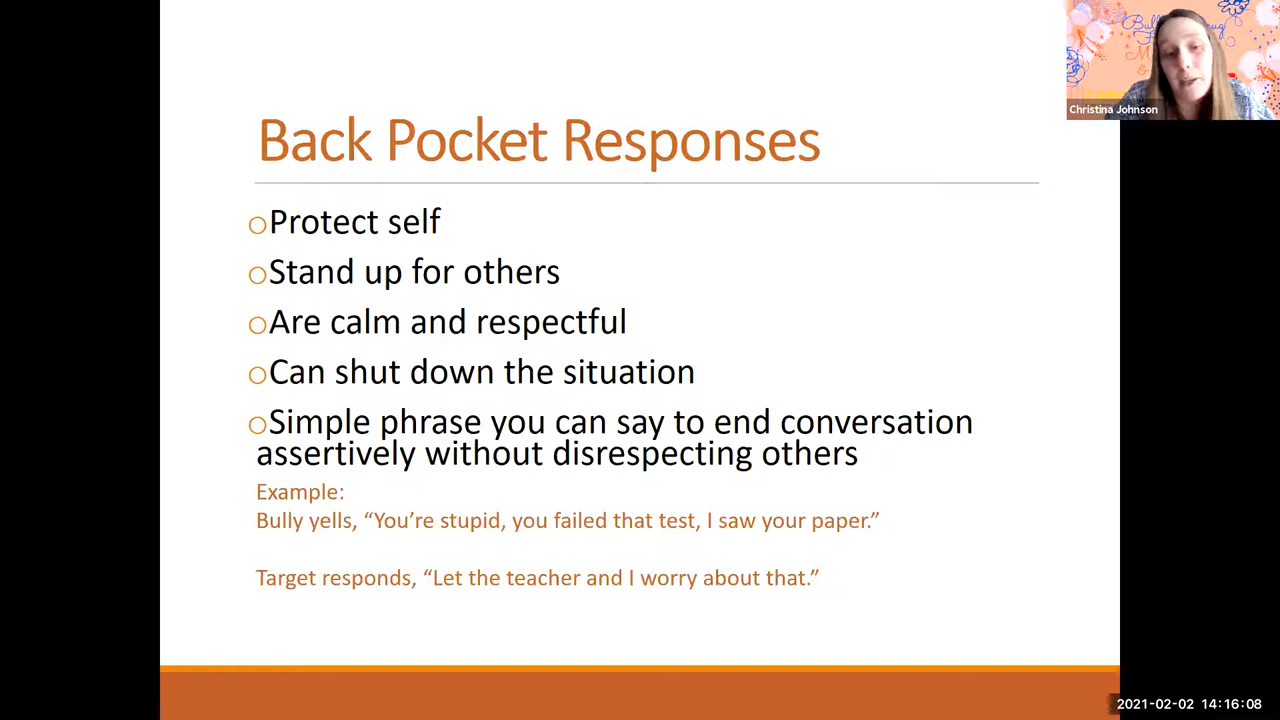 Back Pocket Responses
oProtect self
oStand up for others
oAre calm and respectful
oCan shut down the situation
oSimple phrase you can say to end conversation
assertively without disrespecting others
Example:
Bully yells, “You’re stupid, you failed that test, I saw your paper.”
Target responds, “Let the teacher and I worry about that.”
Christina Johnson
2021-02-02 14:16:08